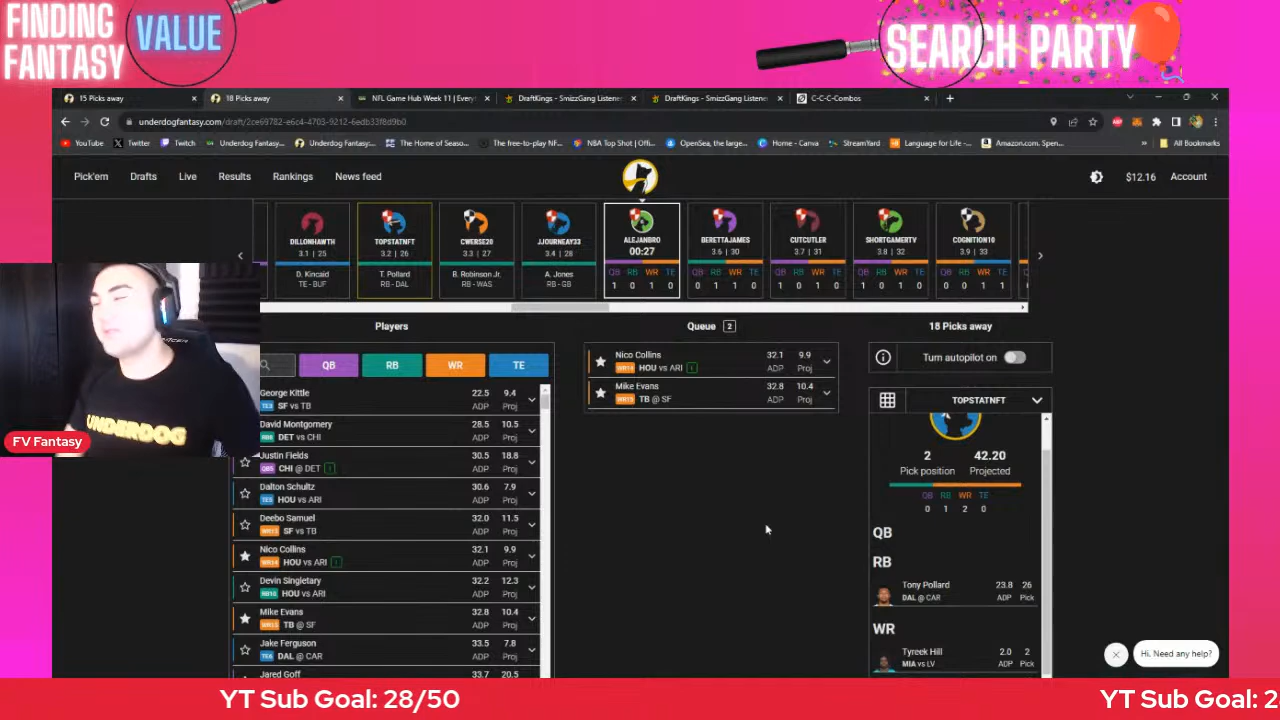 FINDING
FANTASY
VALUE
SEARCH PARTY
15 Picks away
18 Picks away
NFL Game Hub Week 11 | Every
DraftKings - SmizzGang Listene
DraftKings - SmizzGang Listene
C-C-C-Combos
underdogfantasy.com/draft/2ce69782-e6c4-4703-9212-6edb33f8d9b0
YouTube
Twitter
Twitch
Underdog Fantasy...
Underdog Fantasy:...
The Home of Seaso...
The free-to-play NF...
NBA Top Shot | Offi...
OpenSea, the large...
Home - Canva
StreamYard
Language for Life -...
Amazon.com. Spen...
All Bookmarks
Pick'em
Drafts
Live
Results
Rankings
News feed
$12.16
Account
DILLONHAWTH
3.1 | 25
D. Kincaid
TE - BUF
TOPSTATNFT
3.2 | 26
T. Pollard
RB - DAL
CWERSE20
3.3 | 27
B. Robinson Jr.
RB - WAS
JJOURNEAY33
3.4 | 28
A. Jones
RB - GB
ALEJANBRO
00:27
QB RB WR TE
1 0 1 0
BERETTAJAMES
3.6 | 30
QB RB WR TE
0 1 1 0
CUTCUTLER
3.7 | 31
QB RB WR TE
1 0 1 0
SHORTGAMERTY
3.8 | 32
QB RB WR TE
0 1 1 0
COGNITION10
3.9 | 33
QB RB WR TE
0 0 1 1
Players
QB
RB
WR
TE
George Kittle 22.5 9.4
TE3 SF vs TB ADP Proj
David Montgomery 28.5 10.5
DET vs CHI ADP Proj
Justin Fields 30.5 18.8
QB5 CHI @ DET ADP Proj
Dalton Schultz 30.6 7.9
TE5 HOU vs ARI ADP Proj
Deebo Samuel 32.0 11.5
WR13 SF vs TB ADP Proj
Nico Collins 32.1 9.9
WR14 HOU vs ARI ADP Proj
Devin Singletary 32.2 12.3
RB10 HOU vs ARI ADP Proj
Mike Evans 32.8 10.4
WR15 TB @ SF ADP Proj
Jake Ferguson 33.5 7.8
TE6 DAL @ CAR ADP Proj
Jared Goff 33.7 20.5
Queue 2
Nico Collins 32.1 9.9
WR14 HOU vs ARI ADP Proj
Mike Evans 32.8 10.4
WR15 TB @ SF ADP Proj
18 Picks away
Turn autopilot on
TOPSTATNFT
2 42.20
Pick position Projected
QB RB WR TE
0 1 2 0
QB
RB
Tony Pollard 23.8 26
DAL @ CAR ADP Pick
WR
Tyreek Hill 2.0 2
MIA vs LV ADP Pick
Hi. Need any help?
UNDERDOG
FV Fantasy
YT Sub Goal: 28/50
YT Sub Goal: 2